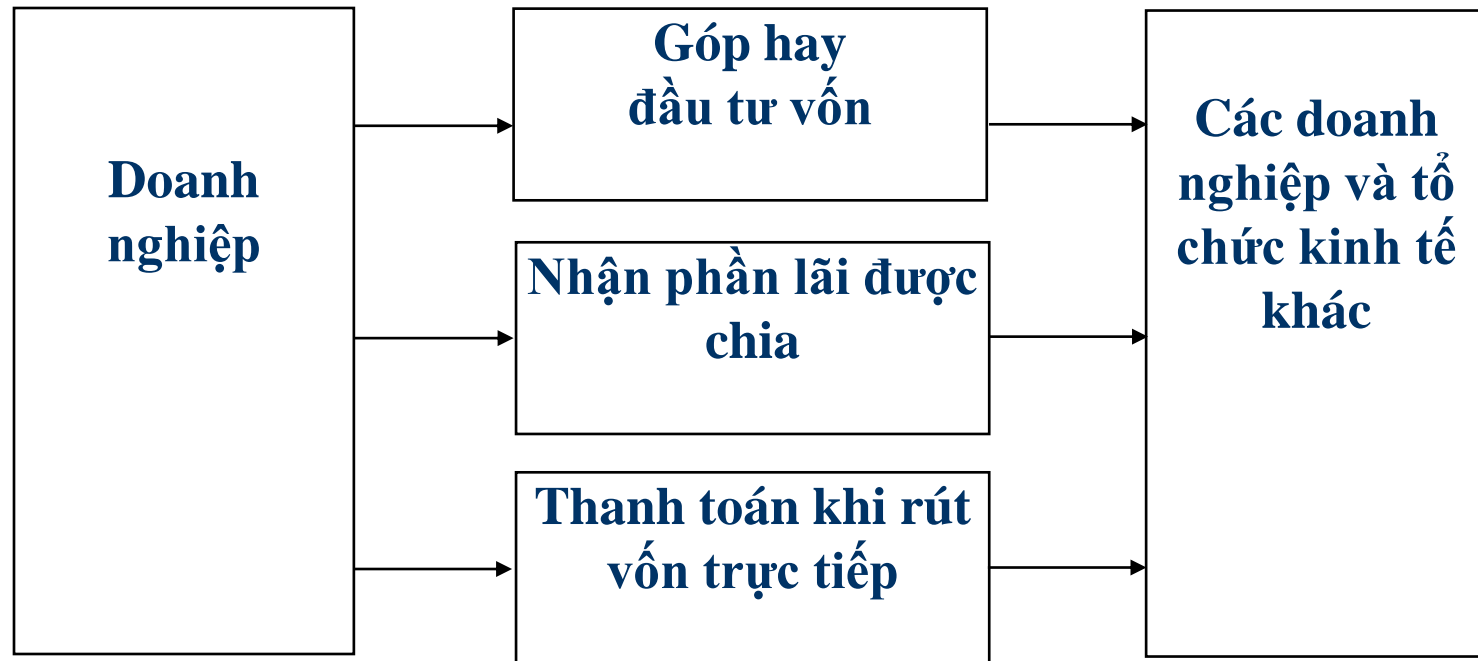 Doanh
nghiệp
Góp hay
đầu tư vốn
Nhận phần lãi được
chia
Thanh toán khi rút
vốn trực tiếp
Các doanh
nghiệp và tổ
chức kinh tế
khác